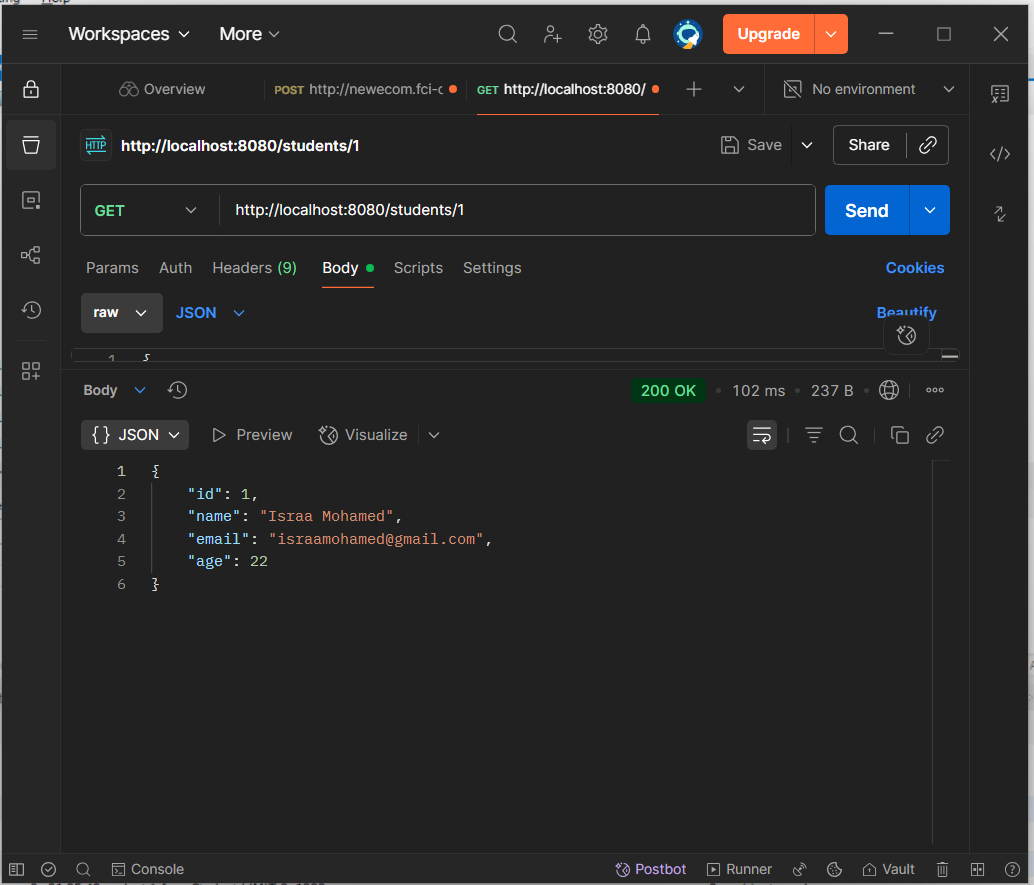 Workspaces More Upgrade
Overview POST http://newecom.fci-c GET http://localhost:8080/ No environment
HTTP http://localhost:8080/students/1 Save Share
GET http://localhost:8080/students/1 Send
Params Auth Headers (9) Body Scripts Settings Cookies
raw JSON Beautify
1 {
Body 200 OK 102 ms 237 B
{} JSON Preview Visualize
1 {
2 "id": 1,
3 "name": "Israa Mohamed",
4 "email": "israamohamed@gmail.com",
5 "age": 22
6 }
Console Postbot Runner Vault